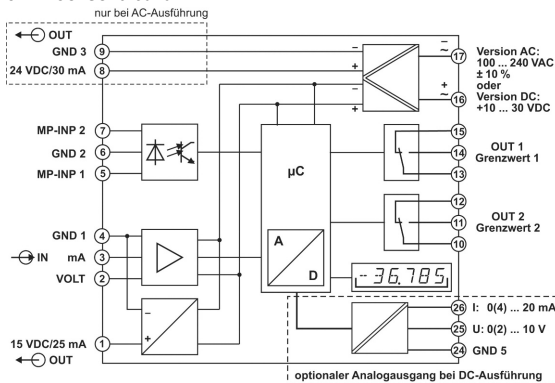 nur bei AC-Ausführung
OUT
GND 3 9
24 VDC/30 mA 8
MP-INP 2 7
GND 2 6
MP-INP 1 5
GND 1 4
IN mA 3
VOLT 2
15 VDC/25 mA 1
OUT
− +
− +
− +
µC
A
D
− ~
+ ~
17 Version AC:
100 ... 240 VAC
± 10 %
oder
16 Version DC:
+10 ... 30 VDC
15
14
13
OUT 1
Grenzwert 1
12
11
10
OUT 2
Grenzwert 2
-36.785
26 I: 0(4) ... 20 mA
25 U: 0(2) ... 10 V
24 GND 5
optionaler Analogausgang bei DC-Ausführung